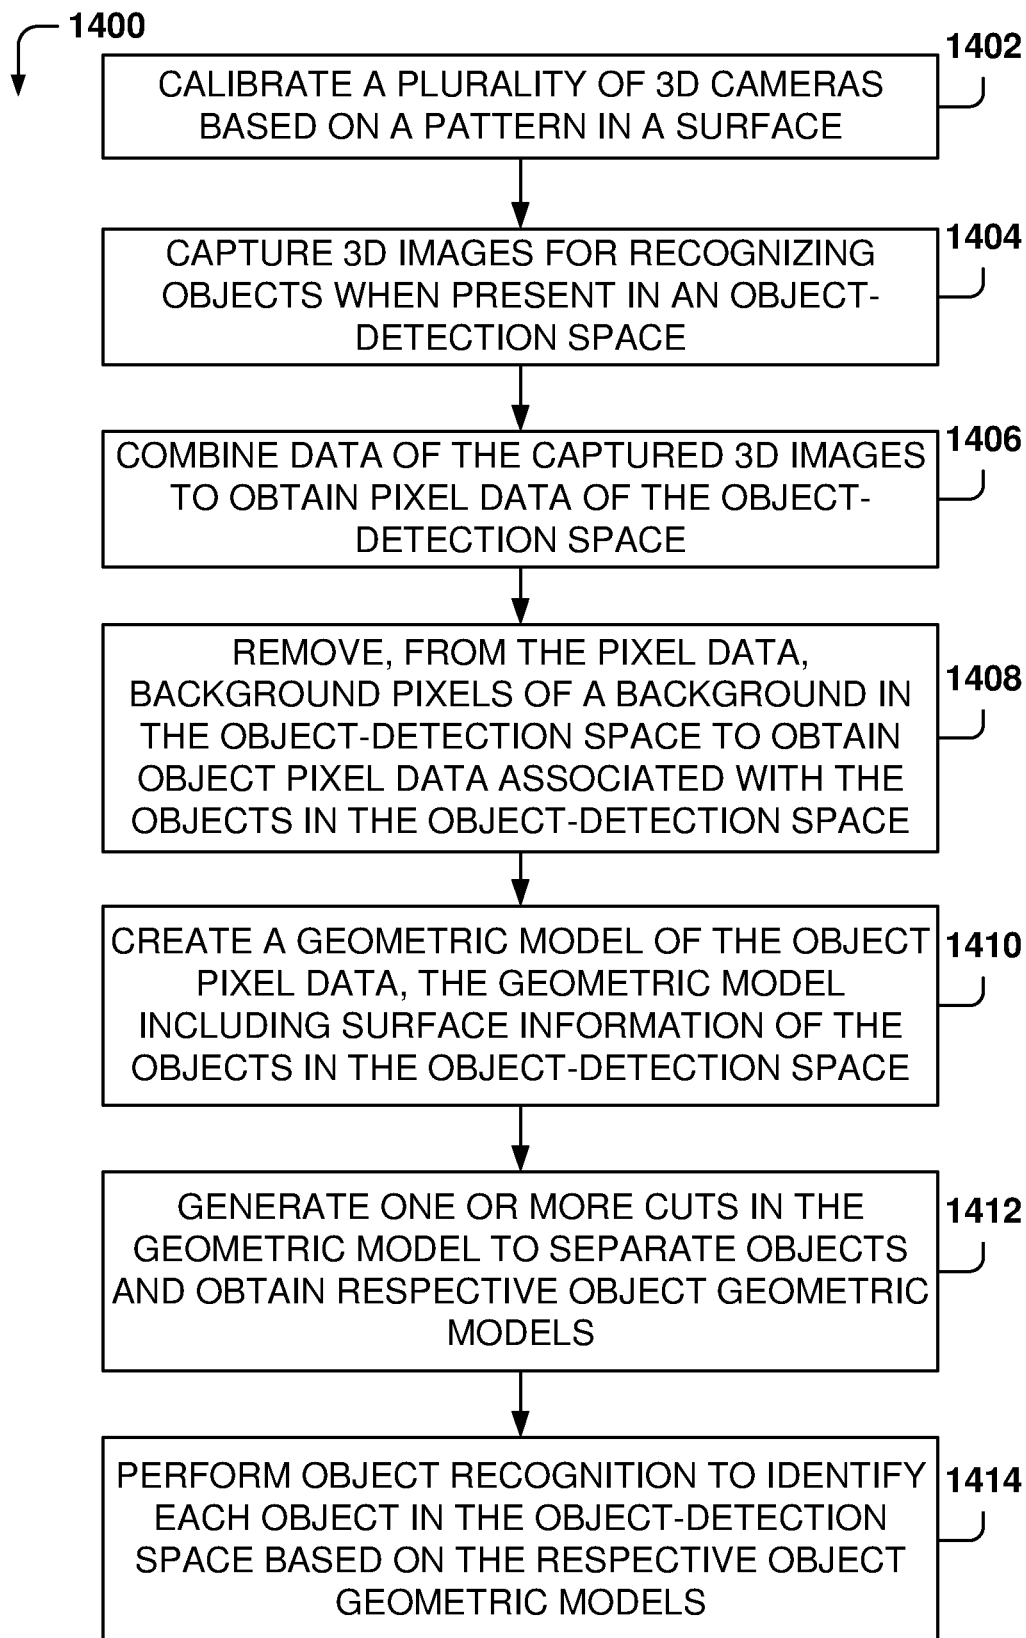 1400
1402
CALIBRATE A PLURALITY OF 3D CAMERAS
BASED ON A PATTERN IN A SURFACE
1404
CAPTURE 3D IMAGES FOR RECOGNIZING
OBJECTS WHEN PRESENT IN AN OBJECT-
DETECTION SPACE
1406
COMBINE DATA OF THE CAPTURED 3D IMAGES
TO OBTAIN PIXEL DATA OF THE OBJECT-
DETECTION SPACE
1408
REMOVE, FROM THE PIXEL DATA,
BACKGROUND PIXELS OF A BACKGROUND IN
THE OBJECT-DETECTION SPACE TO OBTAIN
OBJECT PIXEL DATA ASSOCIATED WITH THE
OBJECTS IN THE OBJECT-DETECTION SPACE
1410
CREATE A GEOMETRIC MODEL OF THE OBJECT
PIXEL DATA, THE GEOMETRIC MODEL
INCLUDING SURFACE INFORMATION OF THE
OBJECTS IN THE OBJECT-DETECTION SPACE
1412
GENERATE ONE OR MORE CUTS IN THE
GEOMETRIC MODEL TO SEPARATE OBJECTS
AND OBTAIN RESPECTIVE OBJECT GEOMETRIC
MODELS
1414
PERFORM OBJECT RECOGNITION TO IDENTIFY
EACH OBJECT IN THE OBJECT-DETECTION
SPACE BASED ON THE RESPECTIVE OBJECT
GEOMETRIC MODELS